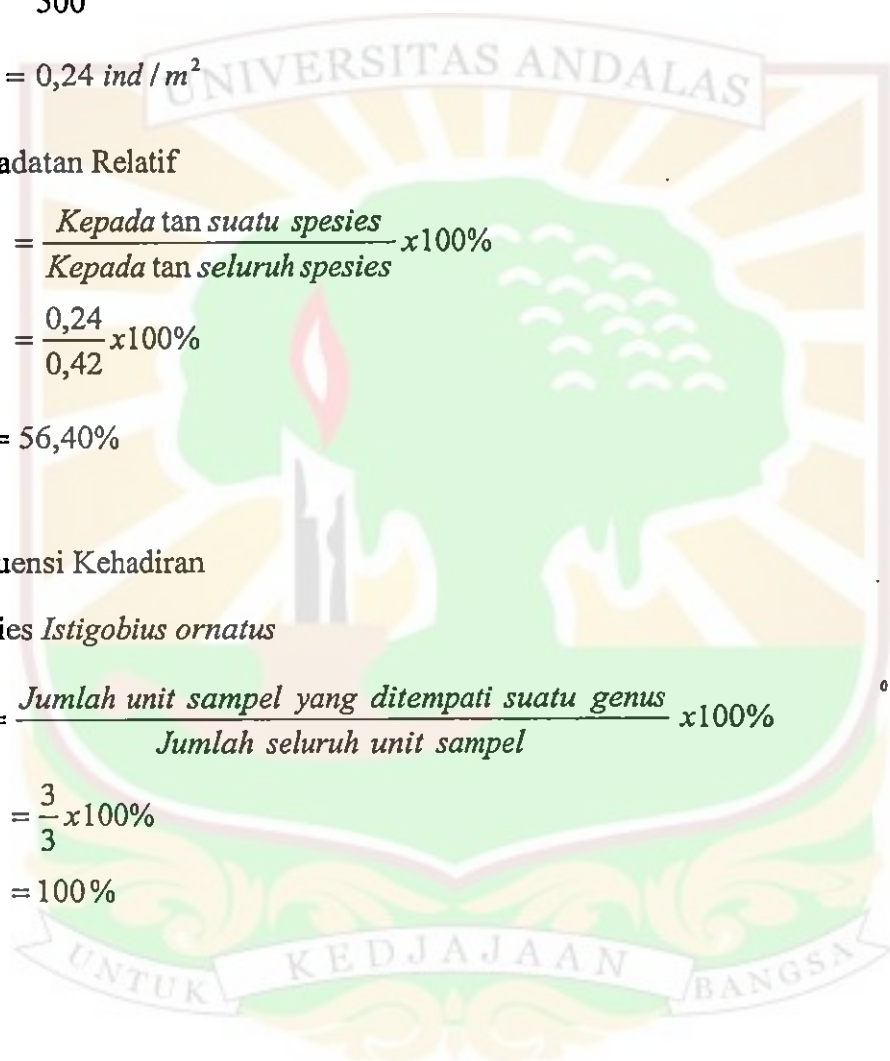 300
= 0,24 ind / m²
UNIVERSITAS ANDALAS
adatan Relatif
= Kepada tan suatu spesies
Kepada tan seluruh spesies x100%
= 0,24
0,42 x100%
= 56,40%
uensi Kehadiran
ies Istigobius ornatus
= Jumlah unit sampel yang ditempati suatu genus
Jumlah seluruh unit sampel x100%
= 3
3 x100%
= 100%
UNTUK KEDJAJAAN BANGSA